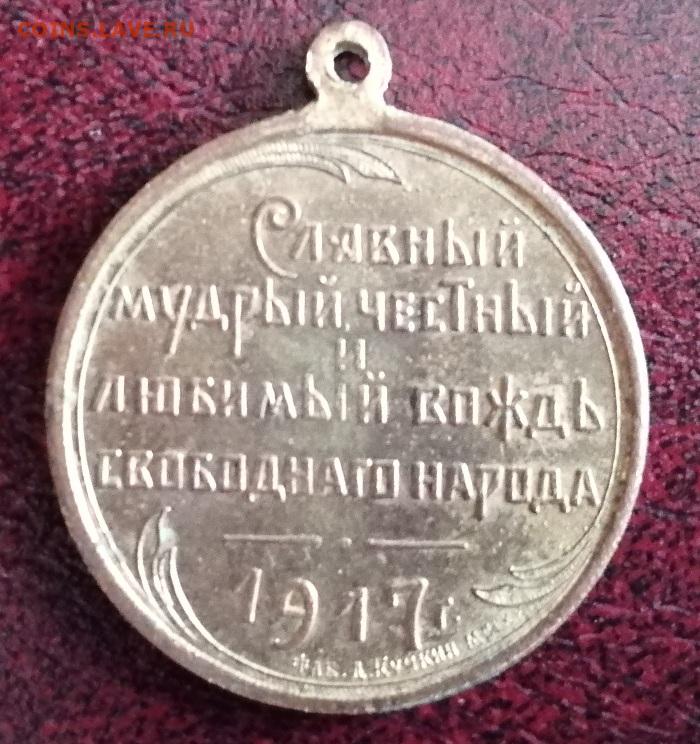 COINS.LAVE.RU
Славный
мудрый, честный
и
любимый вождь
свободнаго народа
1917 г.
ФАБ. Д. КУЧКИН